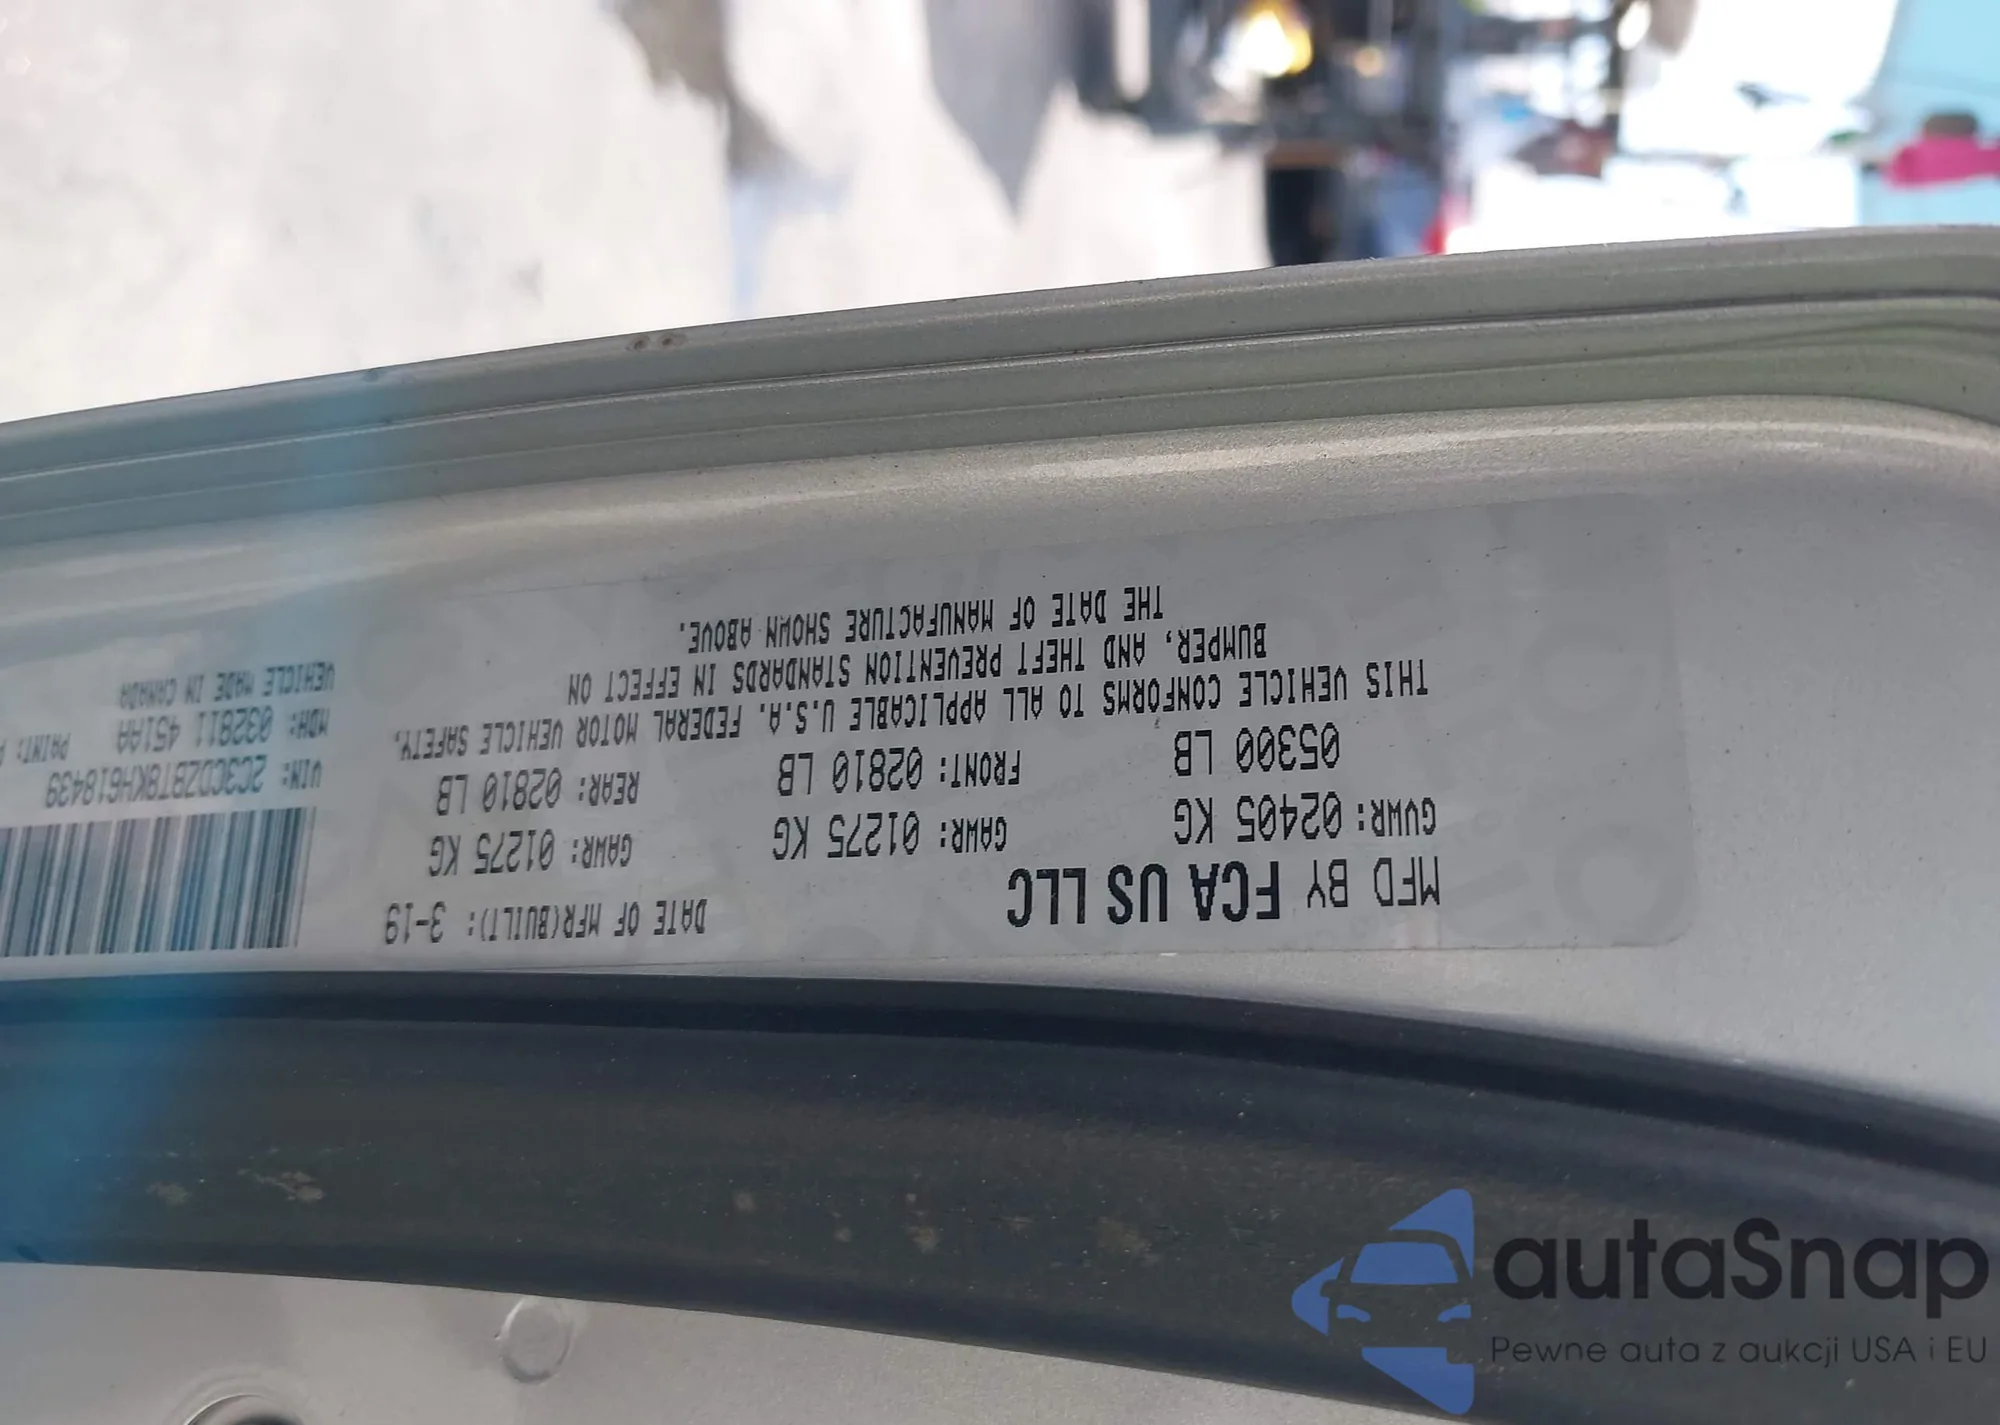 MFD BY FCA US LLC
DATE OF MFR(BUILT): 3-19
GVWR: 02405 KG
GAWR: 01275 KG
GAWR: 01275 KG
05300 LB
FRONT: 02810 LB
REAR: 02810 LB
THIS VEHICLE CONFORMS TO ALL APPLICABLE U.S.A. FEDERAL MOTOR VEHICLE SAFETY,
BUMPER, AND THEFT PREVENTION STANDARDS IN EFFECT ON
THE DATE OF MANUFACTURE SHOWN ABOVE.
VIN: 2C3CDZBT8KH618439
MDH: 032811 451AA PAINT:
VEHICLE MADE IN CANADA
autaSnap
Pewne auta z aukcji USA i EU